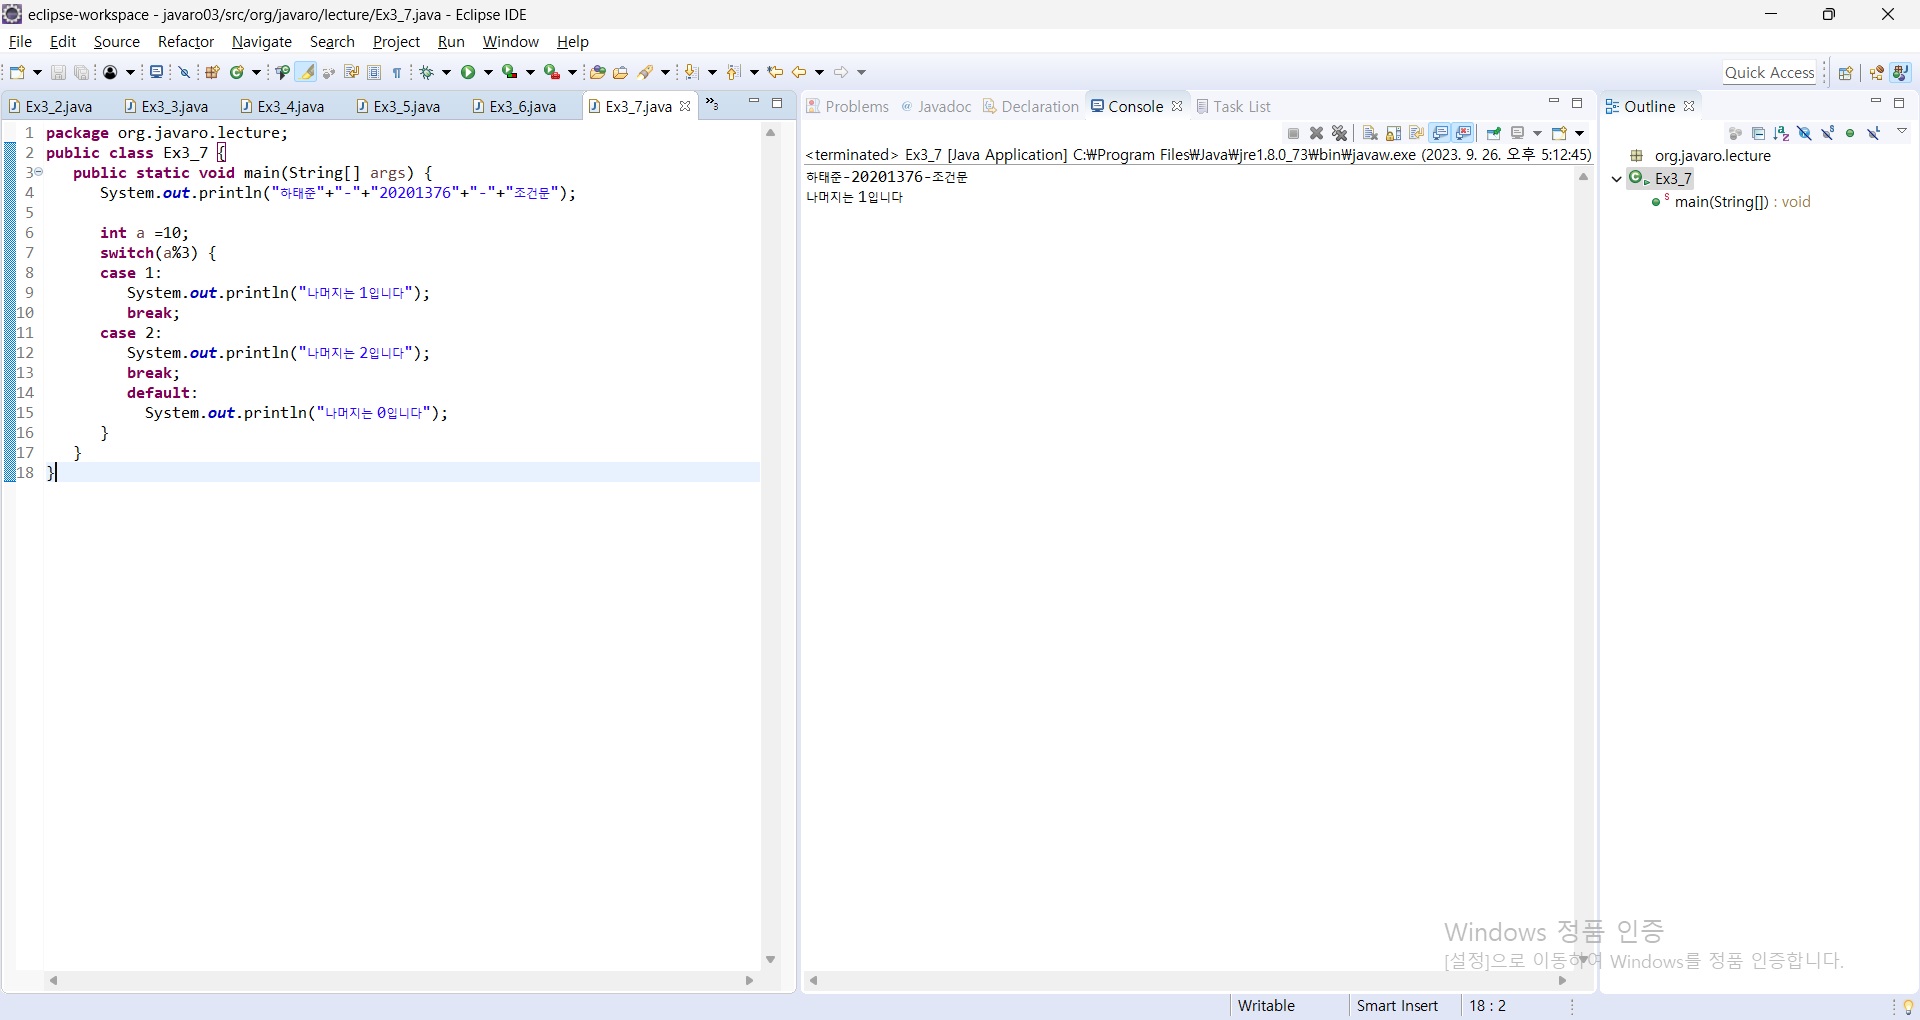 eclipse-workspace - javaro03/src/org/javaro/lecture/Ex3_7.java - Eclipse IDE
File Edit Source Refactor Navigate Search Project Run Window Help
Quick Access
Ex3_2.java Ex3_3.java Ex3_4.java Ex3_5.java Ex3_6.java Ex3_7.java »3
1 package org.javaro.lecture;
2 public class Ex3_7 {
3 public static void main(String[] args) {
4 System.out.println("하태준"+"-"+"20201376"+"-"+"조건문");
5
6 int a =10;
7 switch(a%3) {
8 case 1:
9 System.out.println("나머지는 1입니다");
10 break;
11 case 2:
12 System.out.println("나머지는 2입니다");
13 break;
14 default:
15 System.out.println("나머지는 0입니다");
16 }
17 }
18 }
Problems Javadoc Declaration Console Task List
<terminated> Ex3_7 [Java Application] C:₩Program Files₩Java₩jre1.8.0_73₩bin₩javaw.exe (2023. 9. 26. 오후 5:12:45)
하태준-20201376-조건문
나머지는 1입니다
Outline
org.javaro.lecture
Ex3_7
main(String[]) : void
Windows 정품 인증
[설정]으로 이동하여 Windows를 정품 인증합니다.
Writable Smart Insert 18 : 2